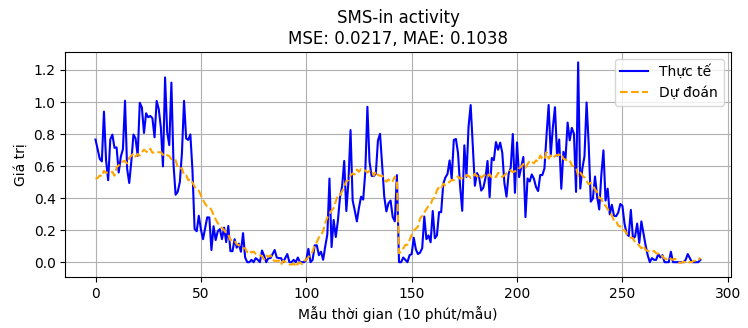 SMS-in activity
MSE: 0.0217, MAE: 0.1038
Thực tế
Dự đoán
Giá trị
1.2
1.0
0.8
0.6
0.4
0.2
0.0
0
50
100
150
200
250
300
Mẫu thời gian (10 phút/mẫu)